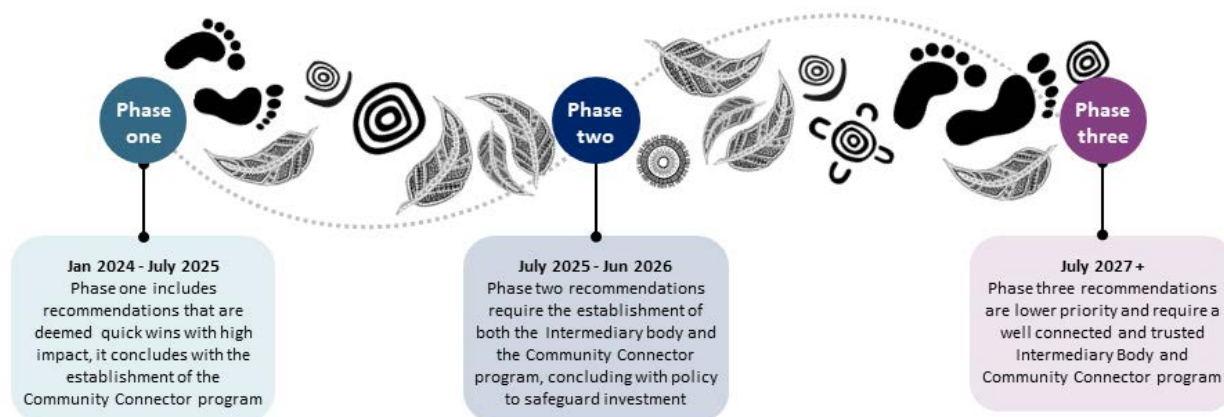 Phase
one
Phase
two
Phase
three
Jan 2024 - July 2025
Phase one includes
recommendations that are
deemed quick wins with high
impact, it concludes with the
establishment of the
Community Connector program
July 2025 - Jun 2026
Phase two recommendations
require the establishment of
both the Intermediary body and
the Community Connector
program, concluding with policy
to safeguard investment
July 2027 +
Phase three recommendations
are lower priority and require a
well connected and trusted
Intermediary Body and
Community Connector program